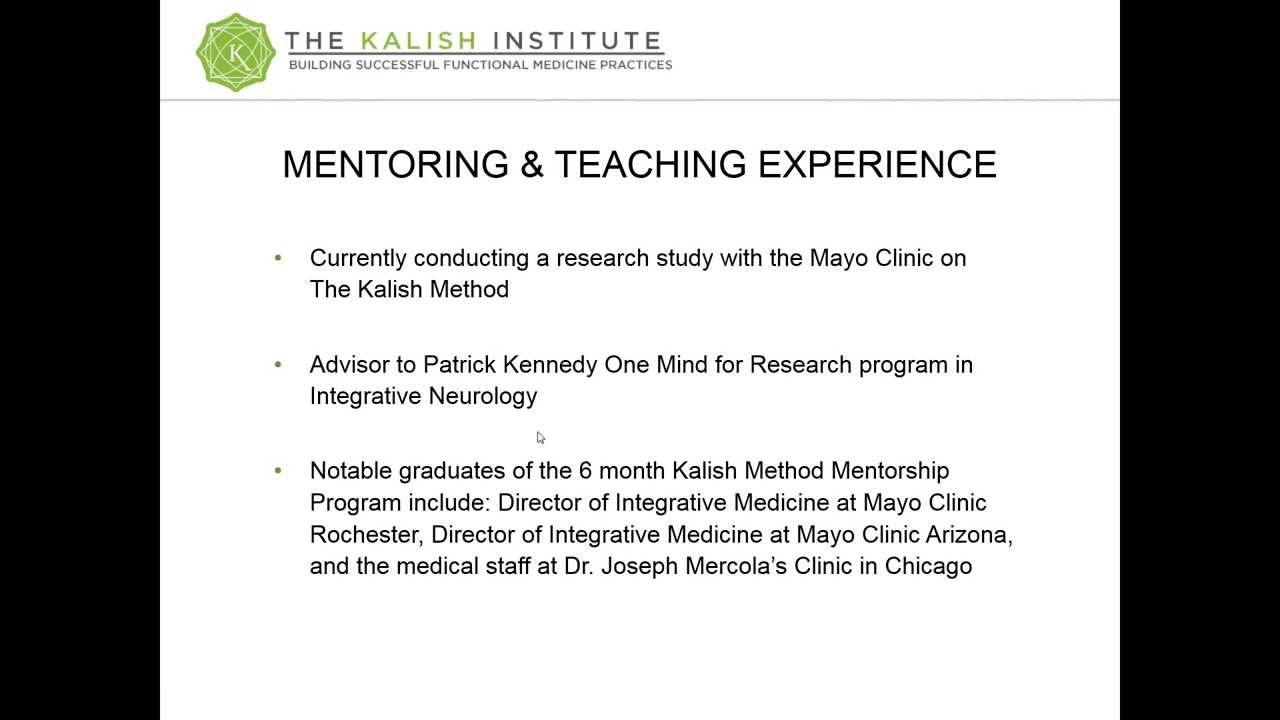 K
THE KALISH INSTITUTE
BUILDING SUCCESSFUL FUNCTIONAL MEDICINE PRACTICES
MENTORING & TEACHING EXPERIENCE
• Currently conducting a research study with the Mayo Clinic on
The Kalish Method
• Advisor to Patrick Kennedy One Mind for Research program in
Integrative Neurology
• Notable graduates of the 6 month Kalish Method Mentorship
Program include: Director of Integrative Medicine at Mayo Clinic
Rochester, Director of Integrative Medicine at Mayo Clinic Arizona,
and the medical staff at Dr. Joseph Mercola’s Clinic in Chicago